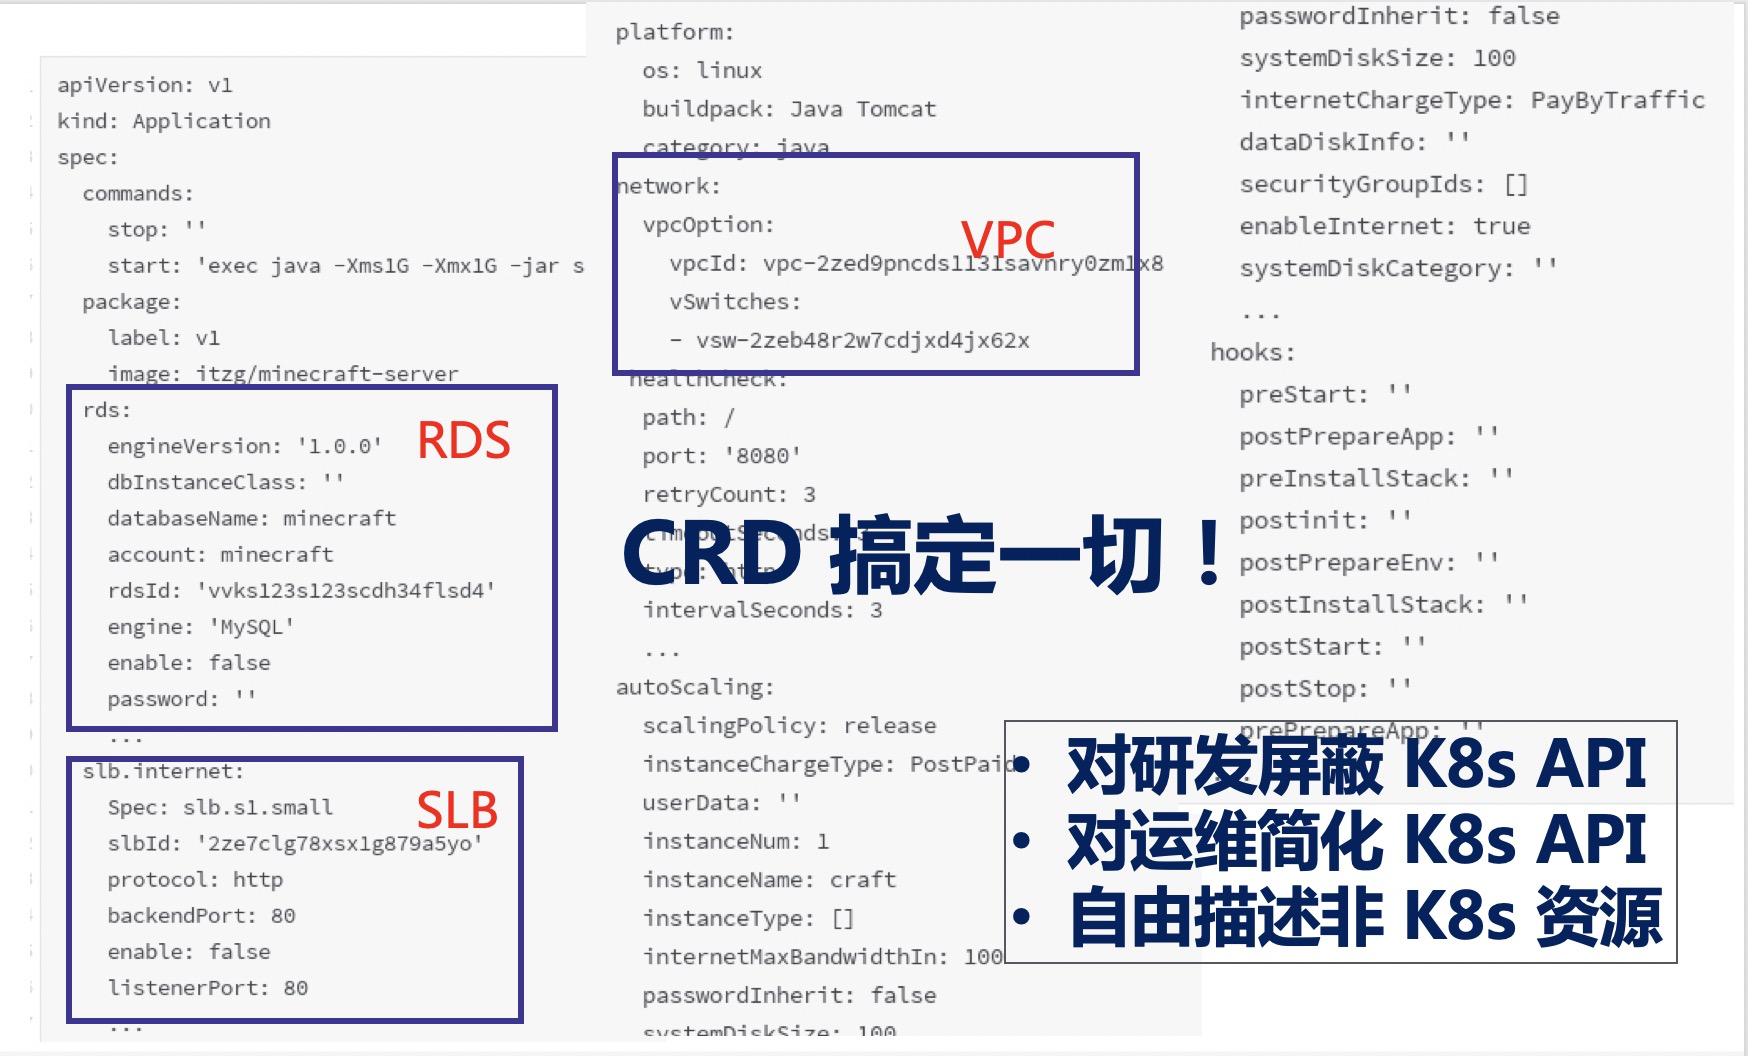 apiVersion: v1
kind: Application
spec:
  commands:
    stop: ''
    start: 'exec java -Xms1G -Xmx1G -jar s
  package:
    label: v1
    image: itzg/minecraft-server
  rds:
    engineVersion: '1.0.0'
RDS
    dbInstanceClass: ''
    databaseName: minecraft
    account: minecraft
    rdsId: 'vvks123s123scdh34flsd4'
    engine: 'MySQL'
    enable: false
    password: ''
    ...
  slb.internet:
    Spec: slb.s1.small
SLB
    slbId: '2ze7clg78xsx1g879a5yo'
    protocol: http
    backendPort: 80
    enable: false
    listenerPort: 80
    ...
platform:
  os: linux
  buildpack: Java Tomcat
  category: java
network:
  vpcOption:
VPC
    vpcId: vpc-2zed9pncds1131savnry0zm1x8
    vSwitches:
    - vsw-2zeb48r2w7cdjxd4jx62x
 healthCheck:
  path: /
  port: '8080'
  retryCount: 3
  timeoutSeconds: 3
CRD 搞定一切！
  type: http
  intervalSeconds: 3
  ...
autoScaling:
  scalingPolicy: release
  instanceChargeType: PostPaid
  userData: ''
  instanceNum: 1
  instanceName: craft
  instanceType: []
  internetMaxBandwidthIn: 100
  passwordInherit: false
  systemDiskSize: 100
  passwordInherit: false
  systemDiskSize: 100
  internetChargeType: PayByTraffic
  dataDiskInfo: ''
  securityGroupIds: []
  enableInternet: true
  systemDiskCategory: ''
  ...
hooks:
  preStart: ''
  postPrepareApp: ''
  preInstallStack: ''
  postinit: ''
  postPrepareEnv: ''
  postInstallStack: ''
  postStart: ''
  postStop: ''
  prePrepareApp: ''
• 对研发屏蔽 K8s API
• 对运维简化 K8s API
• 自由描述非 K8s 资源